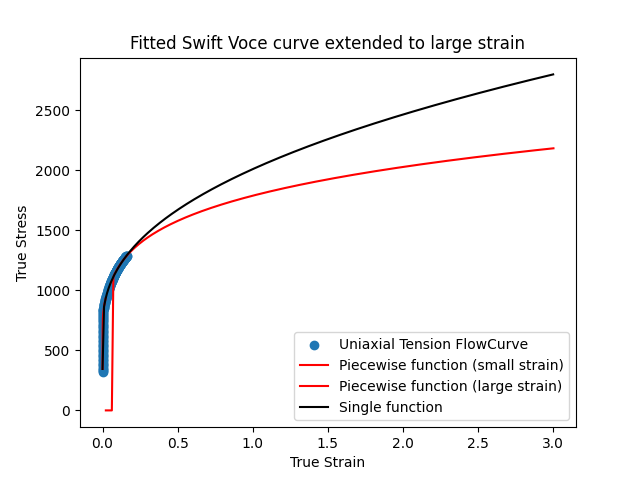 Fitted Swift Voce curve extended to large strain
True Stress
2500
2000
1500
1000
500
0
Uniaxial Tension FlowCurve
Piecewise function (small strain)
Piecewise function (large strain)
Single function
0.0 0.5 1.0 1.5 2.0 2.5 3.0
True Strain